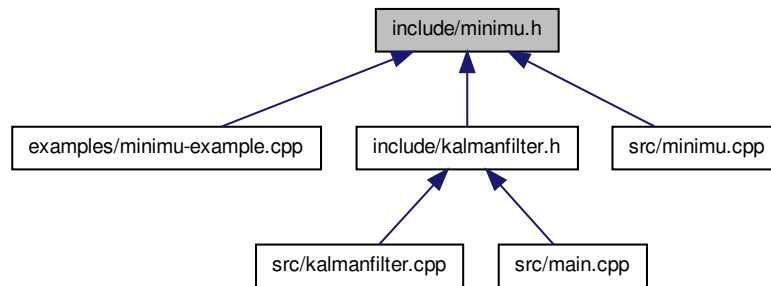 include/minimu.h
examples/minimu-example.cpp
include/kalmanfilter.h
src/minimu.cpp
src/kalmanfilter.cpp
src/main.cpp